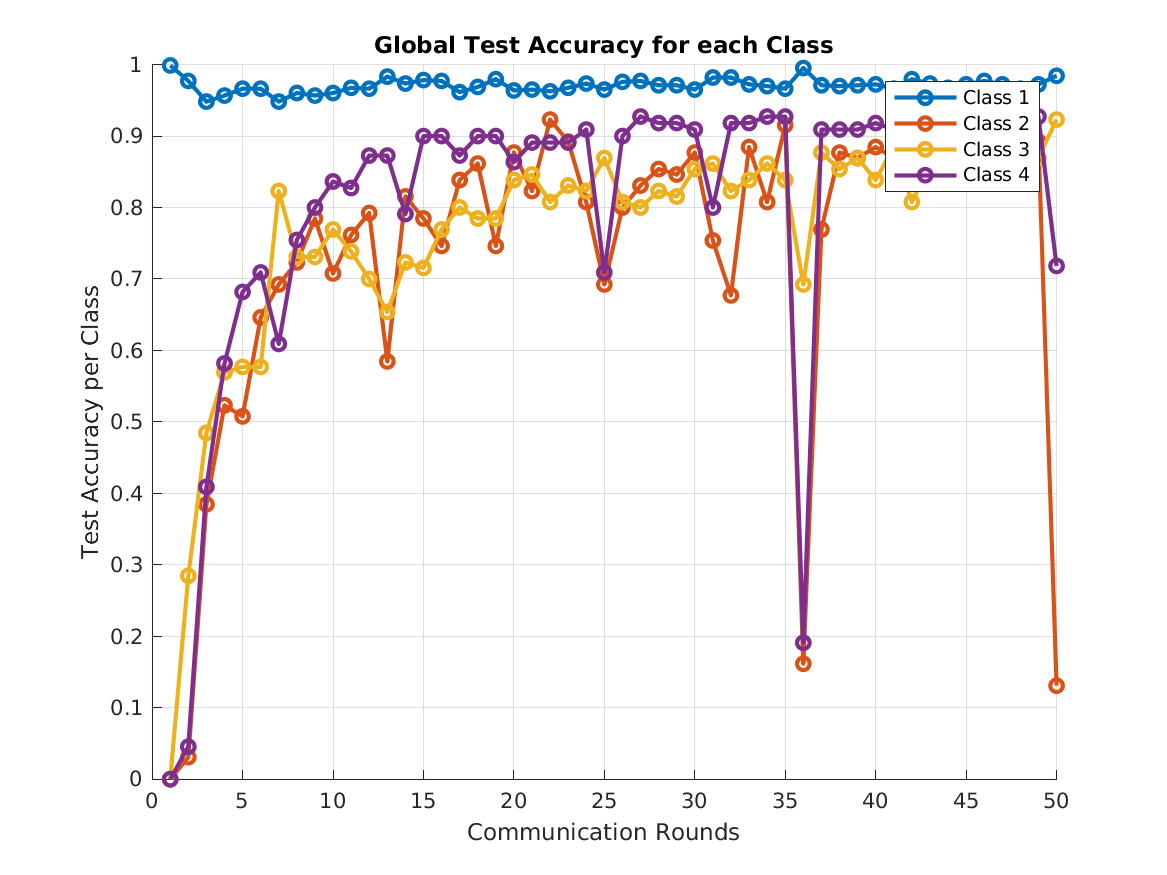 Global Test Accuracy for each Class
1
0.9
0.8
0.7
0.6
0.5
0.4
0.3
0.2
0.1
0
Test Accuracy per Class
Class 1
Class 2
Class 3
Class 4
0 5 10 15 20 25 30 35 40 45 50
Communication Rounds